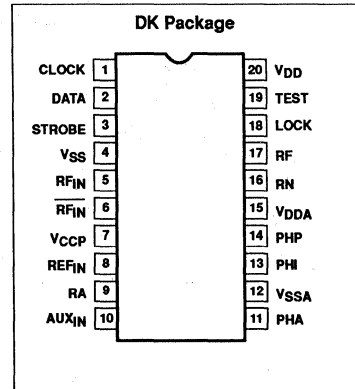 DK Package
CLOCK 1 20 VDD
DATA 2 19 TEST
STROBE 3 18 LOCK
VSS 4 17 RF
RFIN 5 16 RN
RFIN 6 15 VDDA
VCCP 7 14 PHP
REFIN 8 13 PHI
RA 9 12 VSSA
AUXIN 10 11 PHA